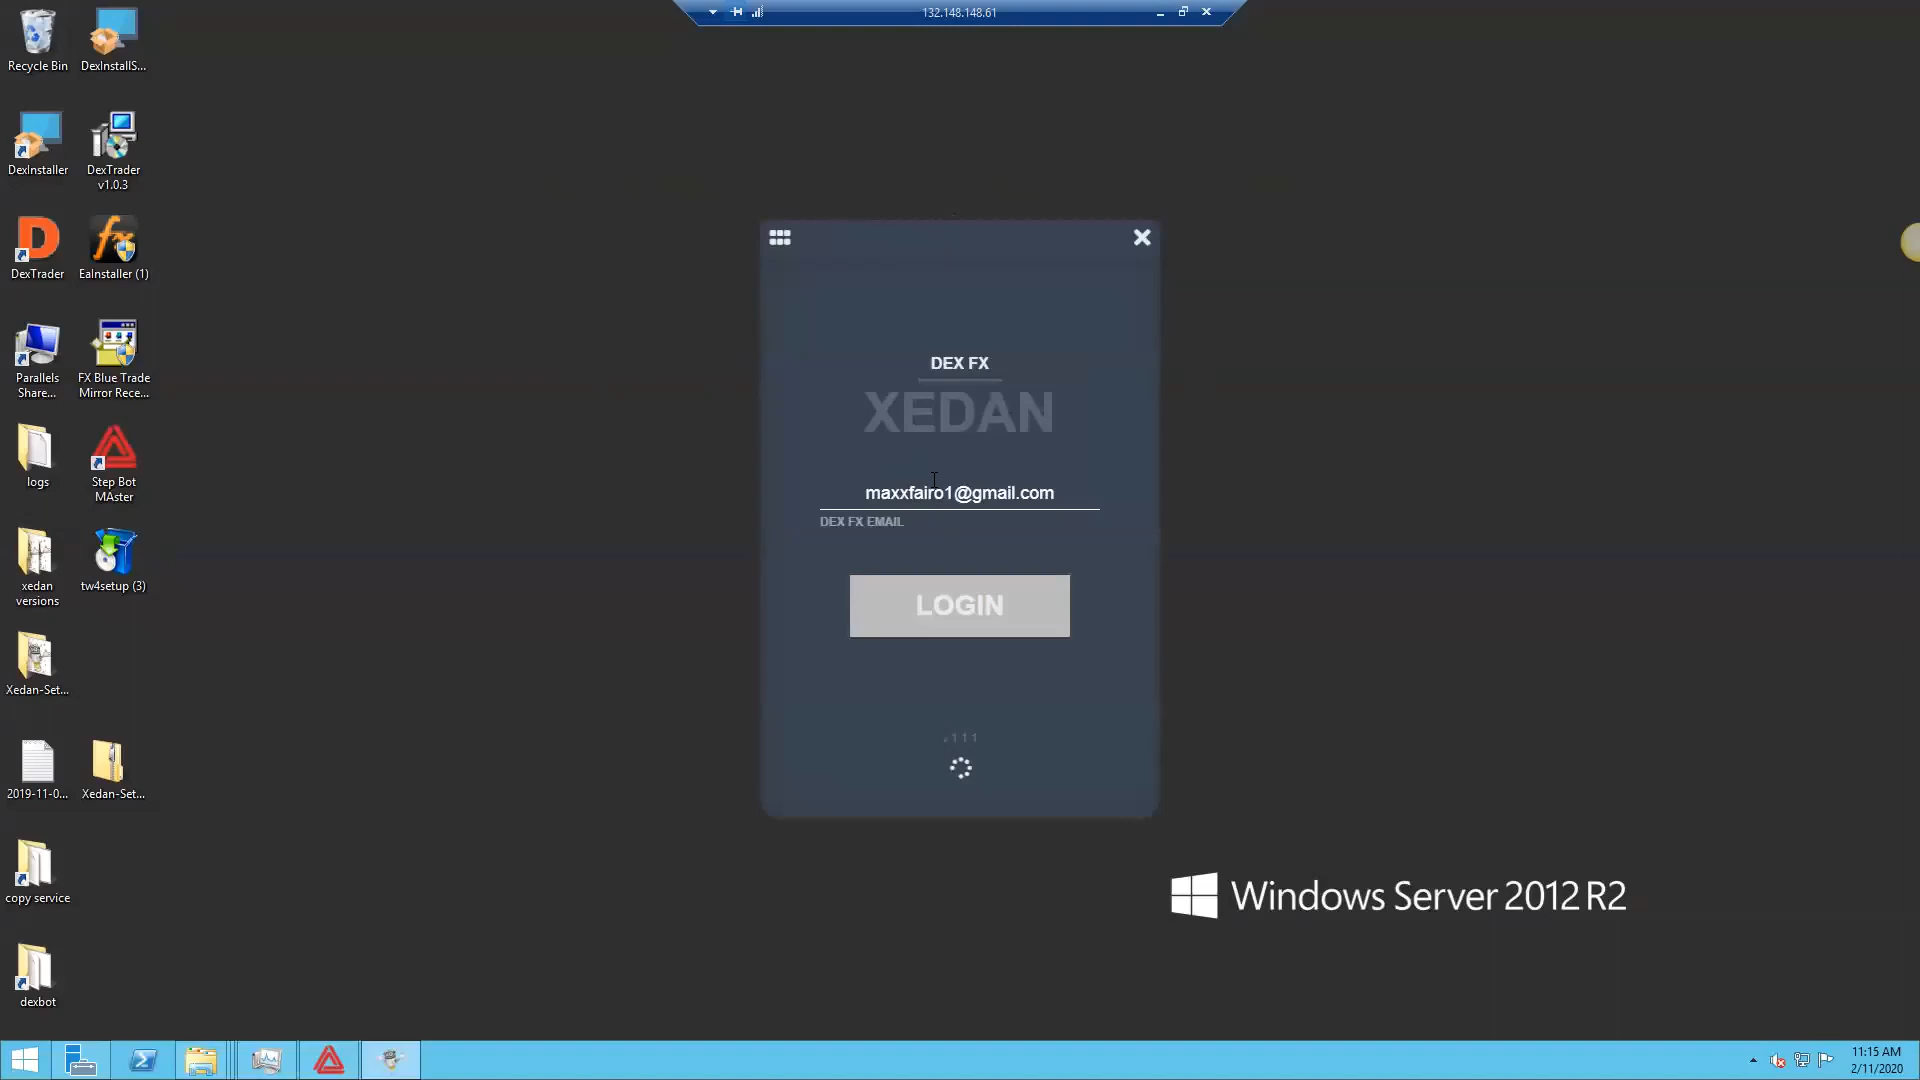 132.148.148.61
Recycle Bin
DexInstallS...
DexInstaller
DexTrader
v1.0.3
D
DexTrader
fx
EaInstaller (1)
Parallels
Share...
FX Blue Trade
Mirror Rece...
logs
Step Bot
MAster
xedan
versions
tw4setup (3)
Xedan-Set...
2019-11-0...
Xedan-Set...
copy service
dexbot
DEX FX
XEDAN
maxxfairo1@gmail.com
DEX FX EMAIL
LOGIN
.111
Windows Server 2012 R2
11:15 AM
2/11/2020